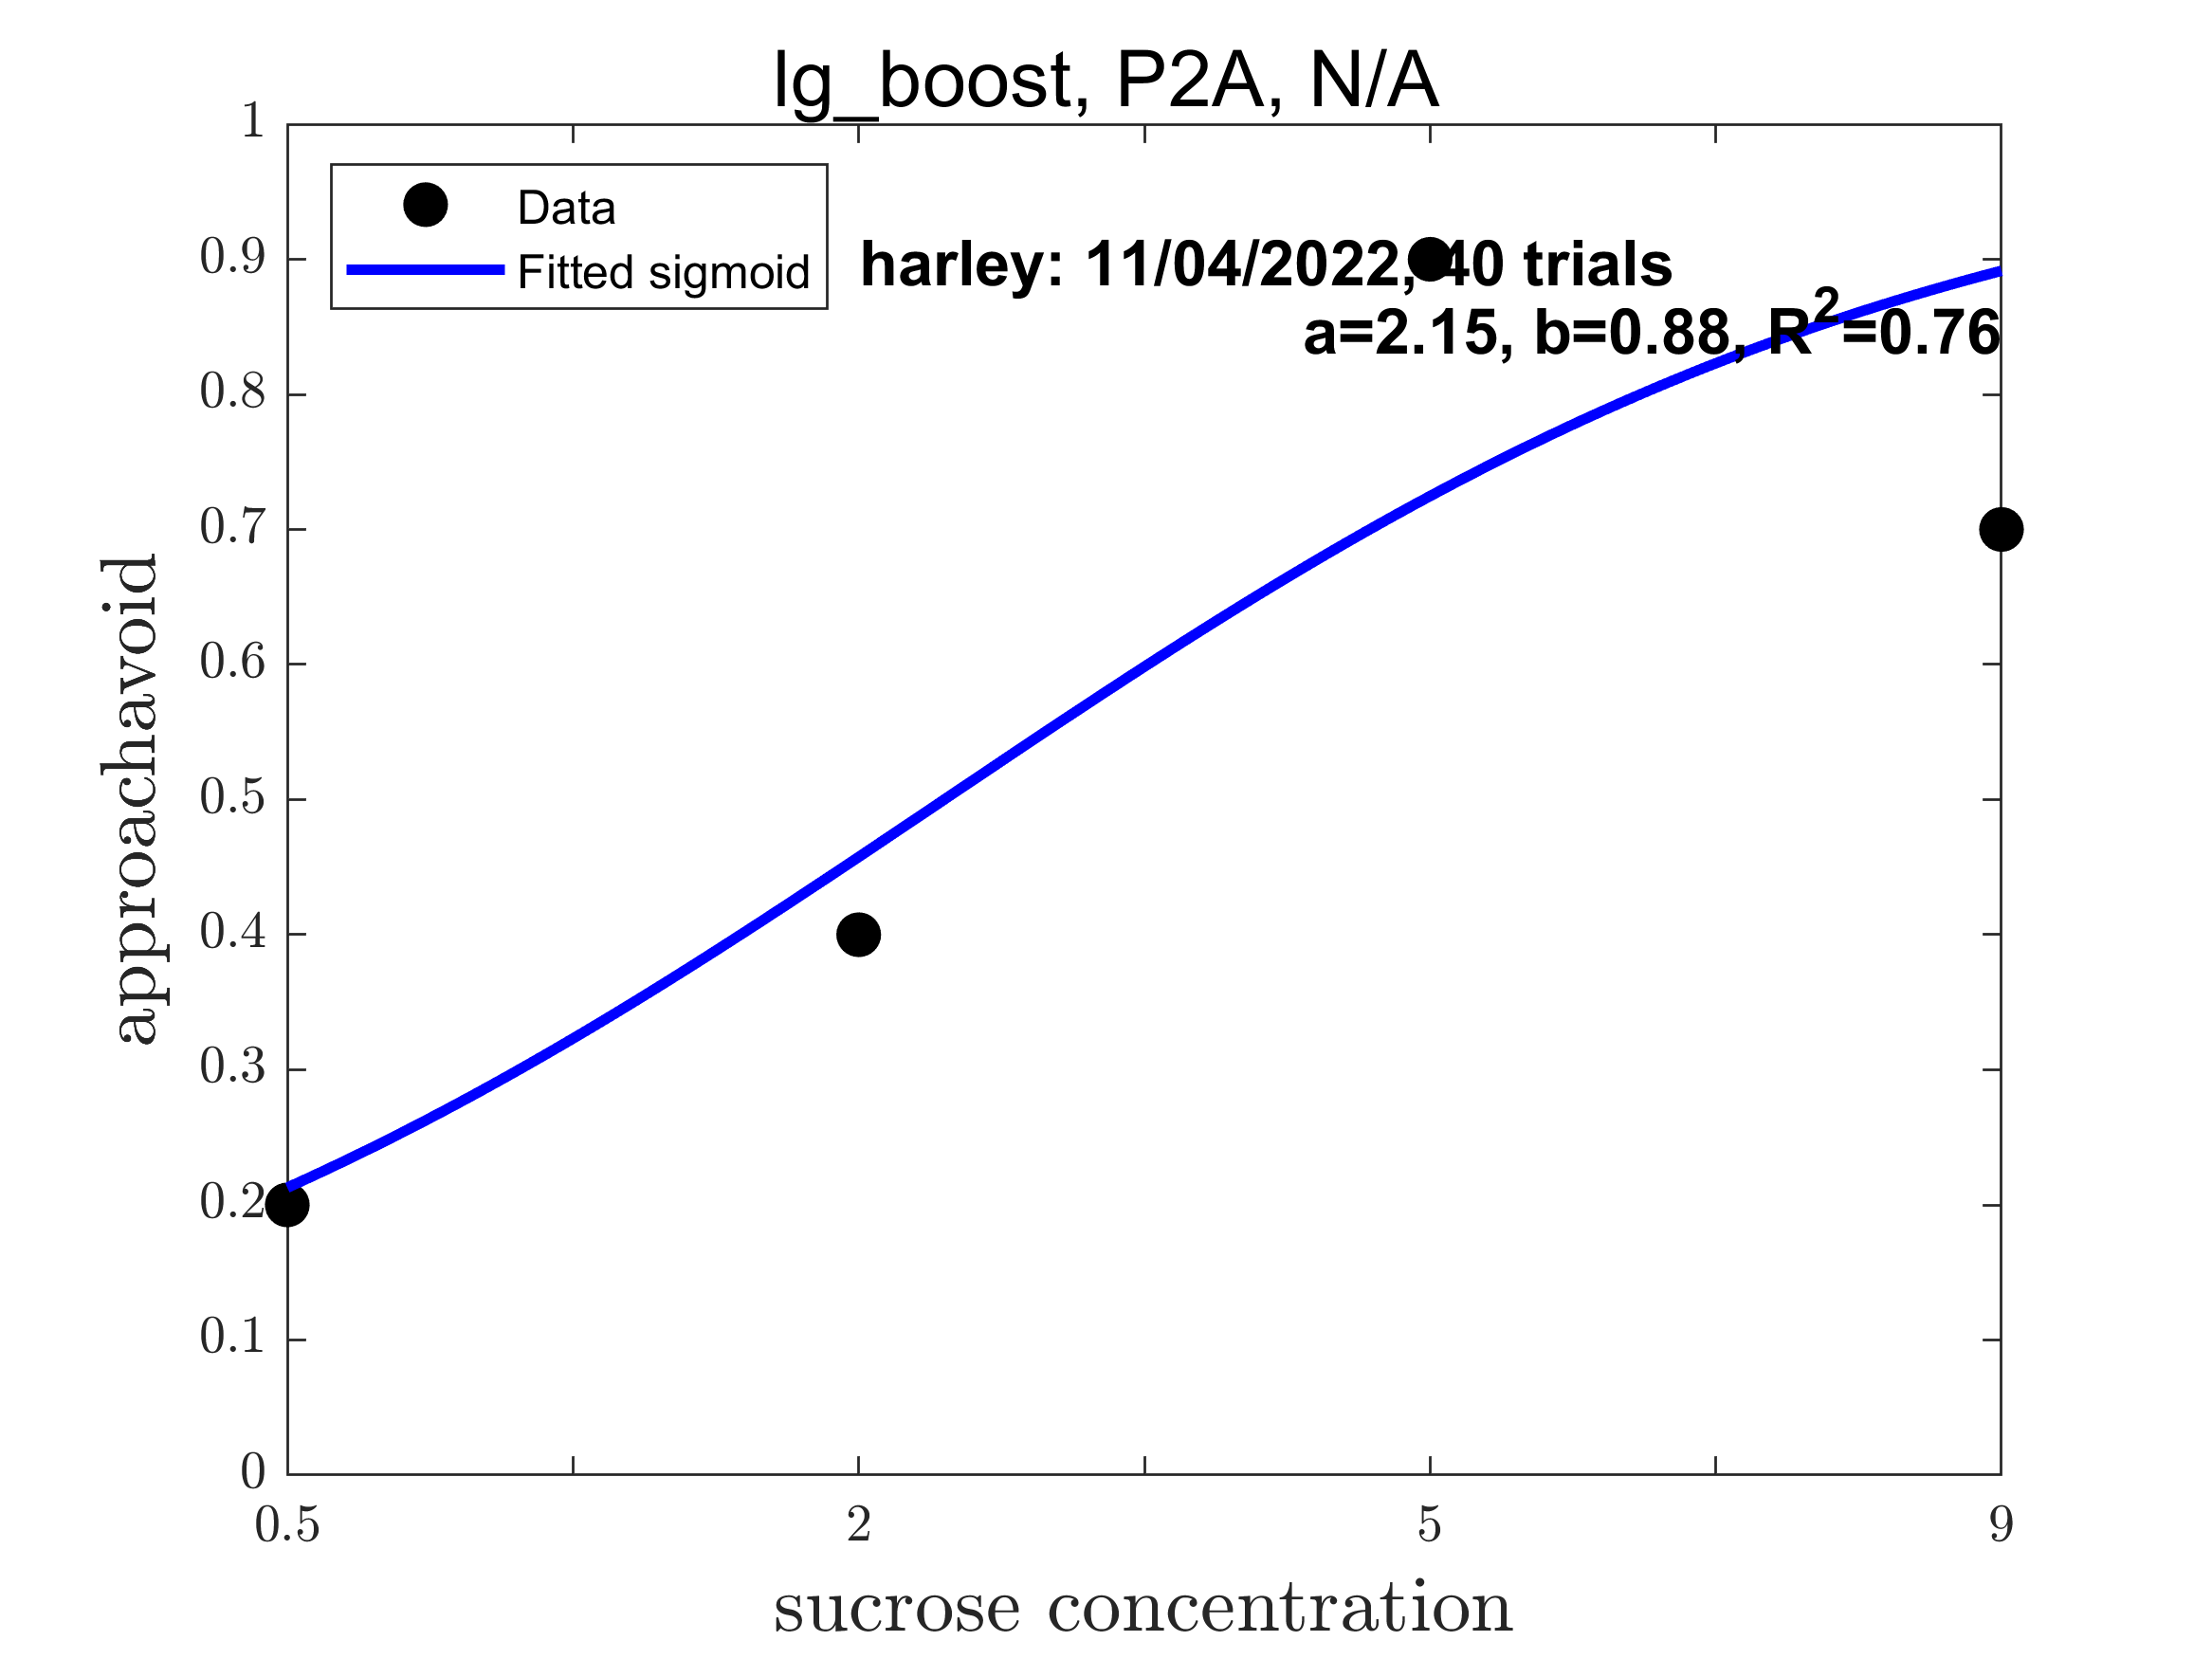 lg_boost, P2A, N/A
1
0.9
0.8
0.7
0.6
0.5
0.4
0.3
0.2
0.1
0
Data
Fitted sigmoid
harley: 11/04/2022, 40 trials
a=2.15, b=0.88, R²=0.76
approachavoid
0.5 2 5 9
sucrose concentration